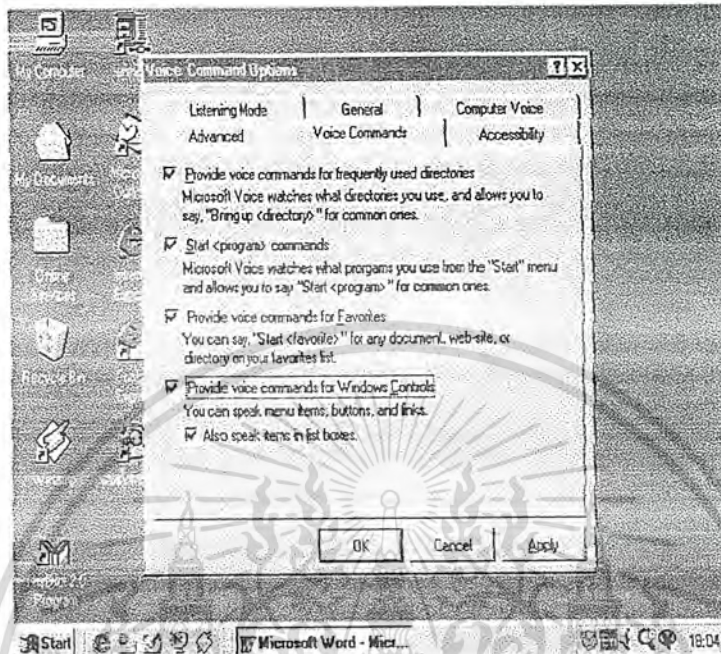 My Computer
Voice Command Options
Listening Mode
General
Computer Voice
Advanced
Voice Commands
Accessibility
My Documents
Provide voice commands for frequently used directories
Microsoft Voice watches what directories you use, and allows you to
say, "Bring up <directory>" for common ones.
Start <program> commands
Microsoft Voice watches what prorgams you use from the "Start" menu
and allows you to say "Start <program>" for common ones.
Online
Services
Provide voice commands for Favorites
You can say, "Start <favorite>" for any document, web-site, or
directory on your favorites list.
Recycle Bin
Provide voice commands for Windows Controls
You can speak menu items, buttons, and links.
Also speak items in list boxes.
OK
Cancel
Apply
Program
Start
Microsoft Word - Micr...
18:04